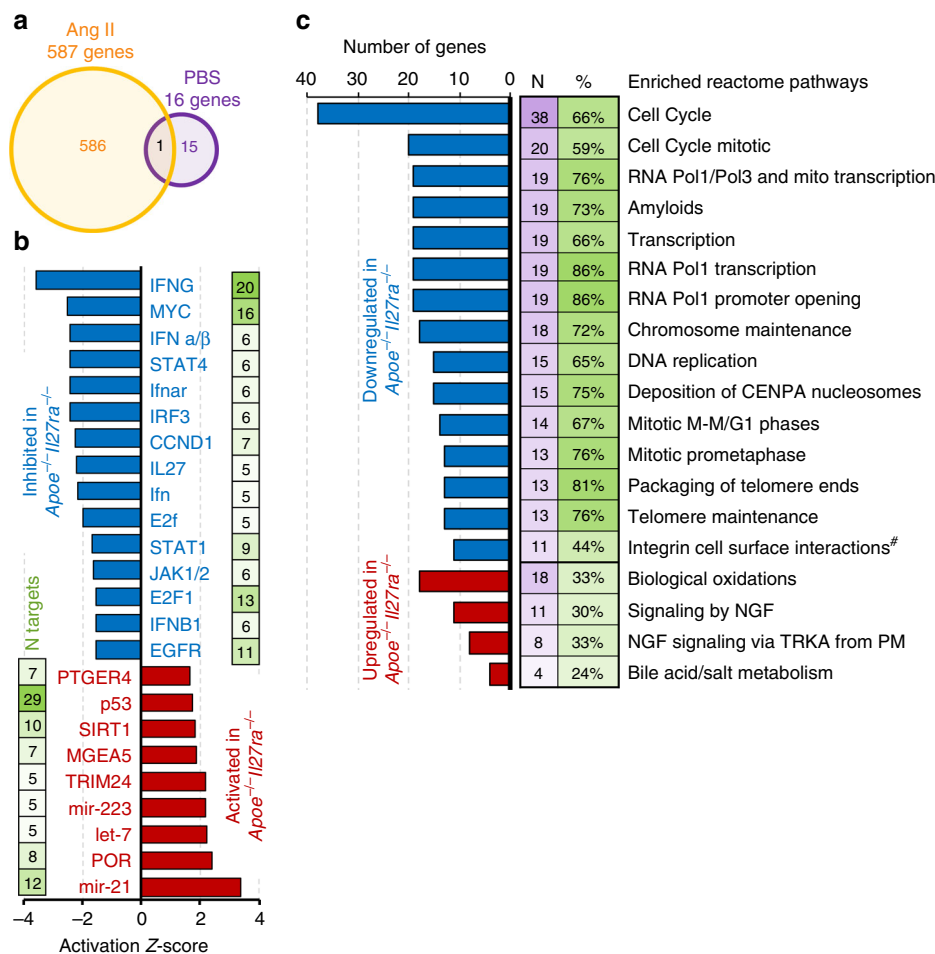 a
Ang II
587 genes
PBS
16 genes
586
1
15
b
IFNG 20
MYC 16
IFN a/β 6
STAT4 6
Ifnar 6
IRF3 6
CCND1 7
IL27 5
Ifn 5
E2f 5
STAT1 9
JAK1/2 6
E2F1 13
IFNB1 6
EGFR 11
Inhibited in
Apoe⁻/⁻Il27ra⁻/⁻
N targets
7 PTGER4
29 p53
10 SIRT1
7 MGEA5
5 TRIM24
5 mir-223
5 let-7
8 POR
12 mir-21
Activated in
Apoe⁻/⁻Il27ra⁻/⁻
−4 −2 0 2 4
Activation Z-score
c
Number of genes
40 30 20 10 0
N % Enriched reactome pathways
38 66% Cell Cycle
20 59% Cell Cycle mitotic
19 76% RNA Pol1/Pol3 and mito transcription
19 73% Amyloids
19 66% Transcription
19 86% RNA Pol1 transcription
19 86% RNA Pol1 promoter opening
18 72% Chromosome maintenance
15 65% DNA replication
15 75% Deposition of CENPA nucleosomes
14 67% Mitotic M-M/G1 phases
13 76% Mitotic prometaphase
13 81% Packaging of telomere ends
13 76% Telomere maintenance
11 44% Integrin cell surface interactions#
18 33% Biological oxidations
11 30% Signaling by NGF
8 33% NGF signaling via TRKA from PM
4 24% Bile acid/salt metabolism
Downregulated in
Apoe⁻/⁻Il27ra⁻/⁻
Upregulated in
Apoe⁻/⁻Il27ra⁻/⁻